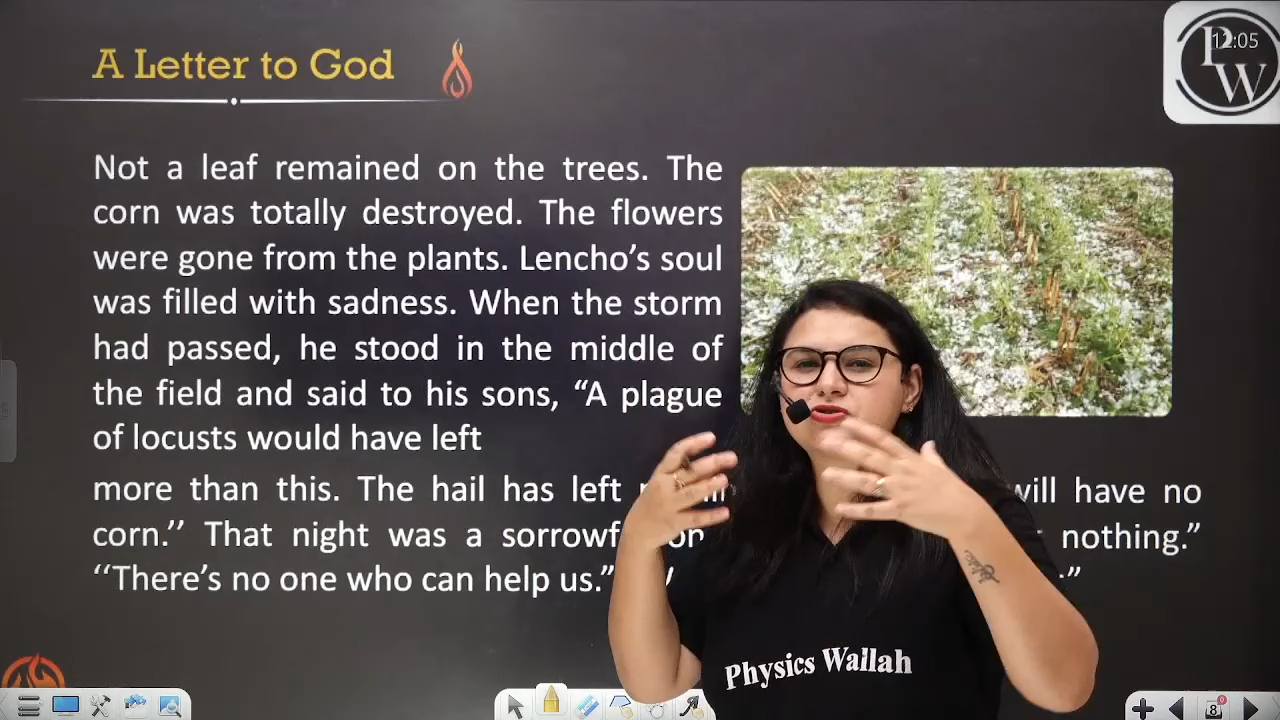 A Letter to God
12:05
PW
Not a leaf remained on the trees. The
corn was totally destroyed. The flowers
were gone from the plants. Lencho’s soul
was filled with sadness. When the storm
had passed, he stood in the middle of
the field and said to his sons, “A plague
of locusts would have left
more than this. The hail has left will have no
corn.’’ That night was a nothing.”
‘‘There’s no one who can help us.”
Physics Wallah
8